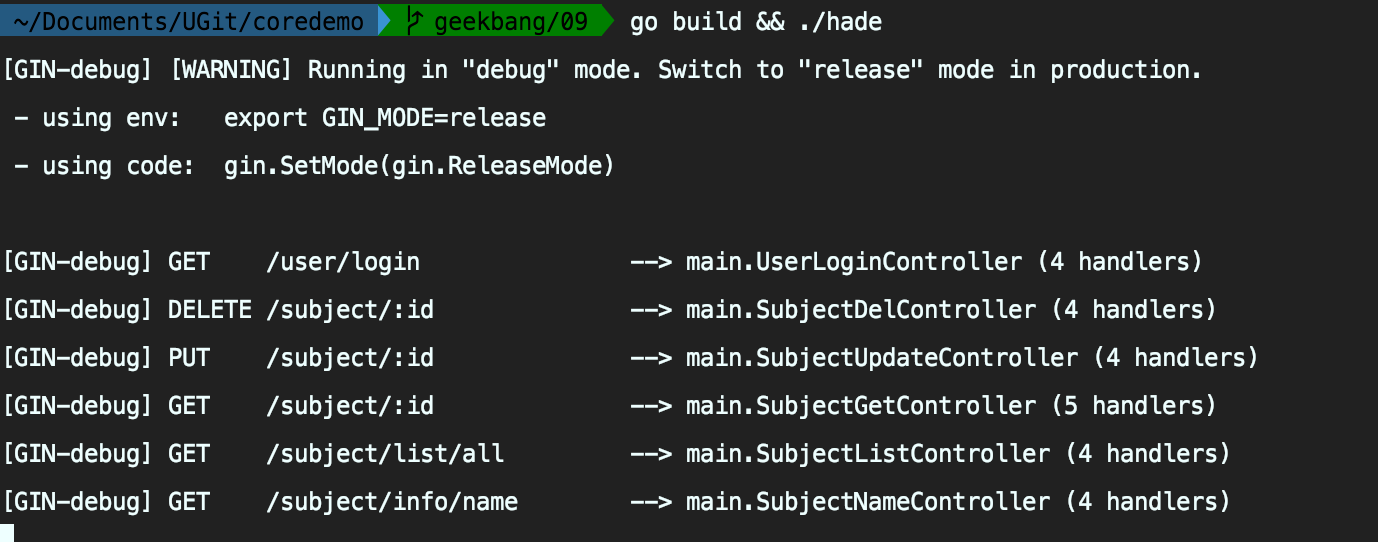 ~/Documents/UGit/coredemo geekbang/09 go build && ./hade
[GIN-debug] [WARNING] Running in "debug" mode. Switch to "release" mode in production.
- using env: export GIN_MODE=release
- using code: gin.SetMode(gin.ReleaseMode)
[GIN-debug] GET /user/login --> main.UserLoginController (4 handlers)
[GIN-debug] DELETE /subject/:id --> main.SubjectDelController (4 handlers)
[GIN-debug] PUT /subject/:id --> main.SubjectUpdateController (4 handlers)
[GIN-debug] GET /subject/:id --> main.SubjectGetController (5 handlers)
[GIN-debug] GET /subject/list/all --> main.SubjectListController (4 handlers)
[GIN-debug] GET /subject/info/name --> main.SubjectNameController (4 handlers)